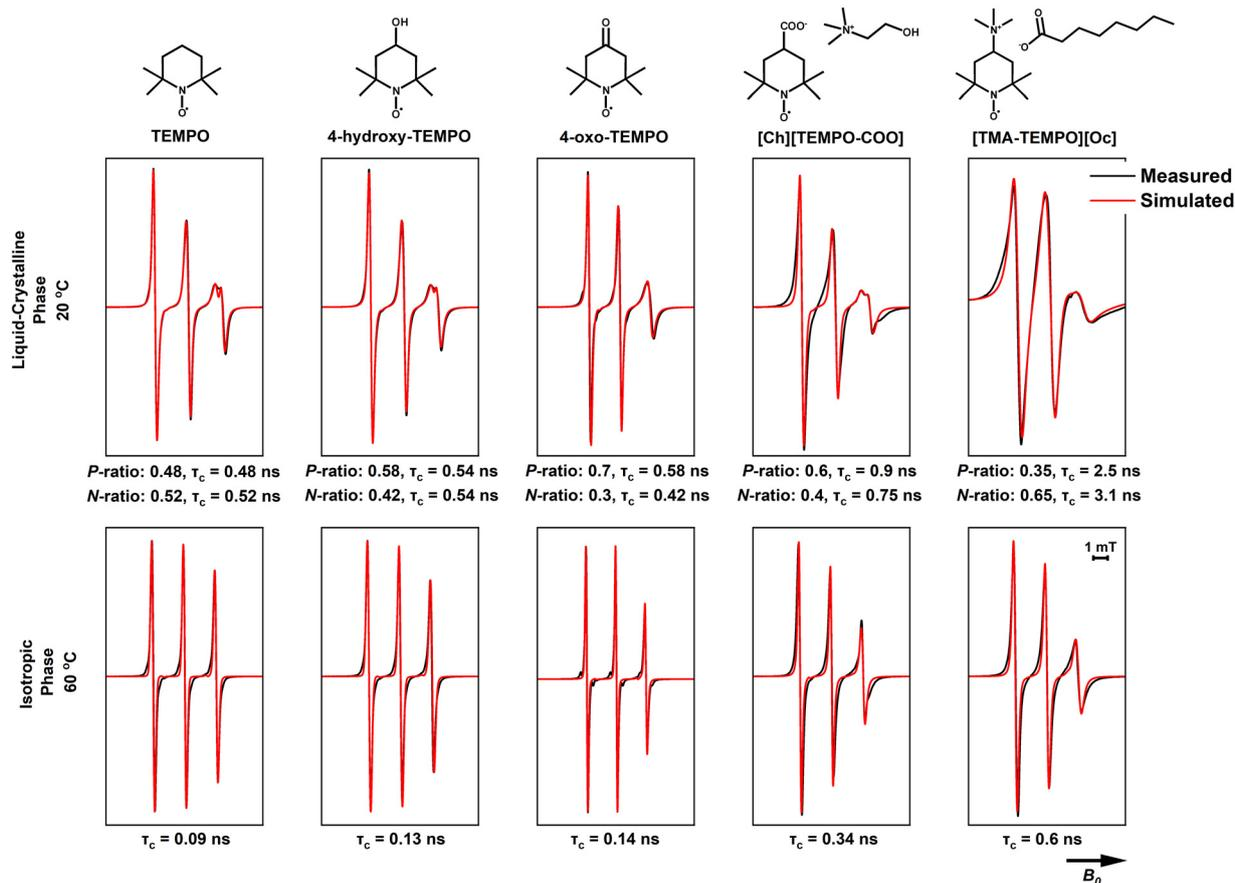 OH
O
COO⁻
N⁺
OH
N⁺
O
⁻O
N
O•
N
O•
N
O•
N
O•
N
O•
TEMPO
4-hydroxy-TEMPO
4-oxo-TEMPO
[Ch][TEMPO-COO]
[TMA-TEMPO][Oc]
Measured
Simulated
Liquid-Crystalline
Phase
20 °C
P-ratio: 0.48, τc = 0.48 ns
N-ratio: 0.52, τc = 0.52 ns
P-ratio: 0.58, τc = 0.54 ns
N-ratio: 0.42, τc = 0.54 ns
P-ratio: 0.7, τc = 0.58 ns
N-ratio: 0.3, τc = 0.42 ns
P-ratio: 0.6, τc = 0.9 ns
N-ratio: 0.4, τc = 0.75 ns
P-ratio: 0.35, τc = 2.5 ns
N-ratio: 0.65, τc = 3.1 ns
1 mT
Isotropic
Phase
60 °C
τc = 0.09 ns
τc = 0.13 ns
τc = 0.14 ns
τc = 0.34 ns
τc = 0.6 ns
B₀